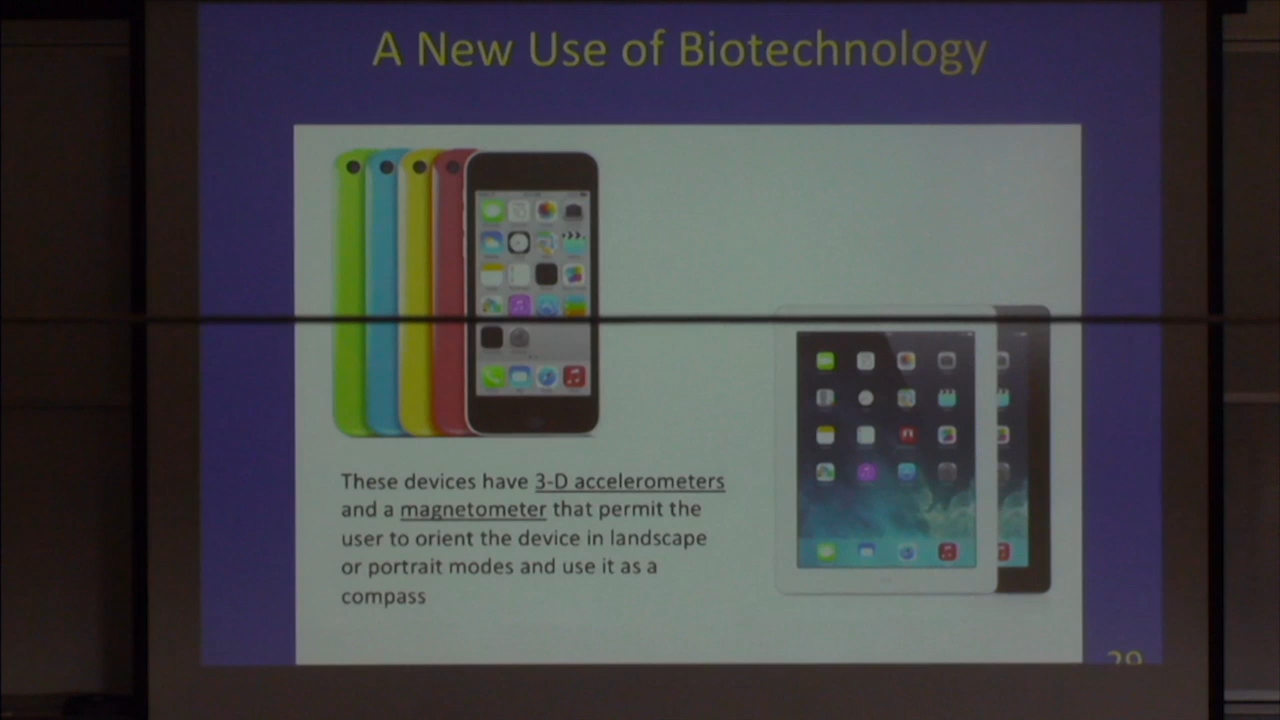 A New Use of Biotechnology
These devices have 3-D accelerometers
and a magnetometer that permit the
user to orient the device in landscape
or portrait modes and use it as a
compass
29